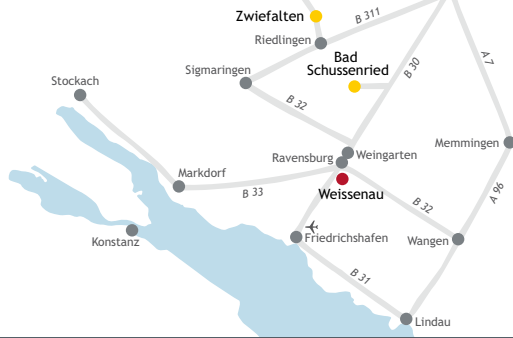 Zwiefalten
B 311
Riedlingen
Bad
Schussenried
B 30
A 7
Sigmaringen
Stockach
B 32
Memmingen
Ravensburg
Weingarten
Markdorf
B 33
Weissenau
B 32
A 96
Konstanz
Friedrichshafen
Wangen
B 31
Lindau